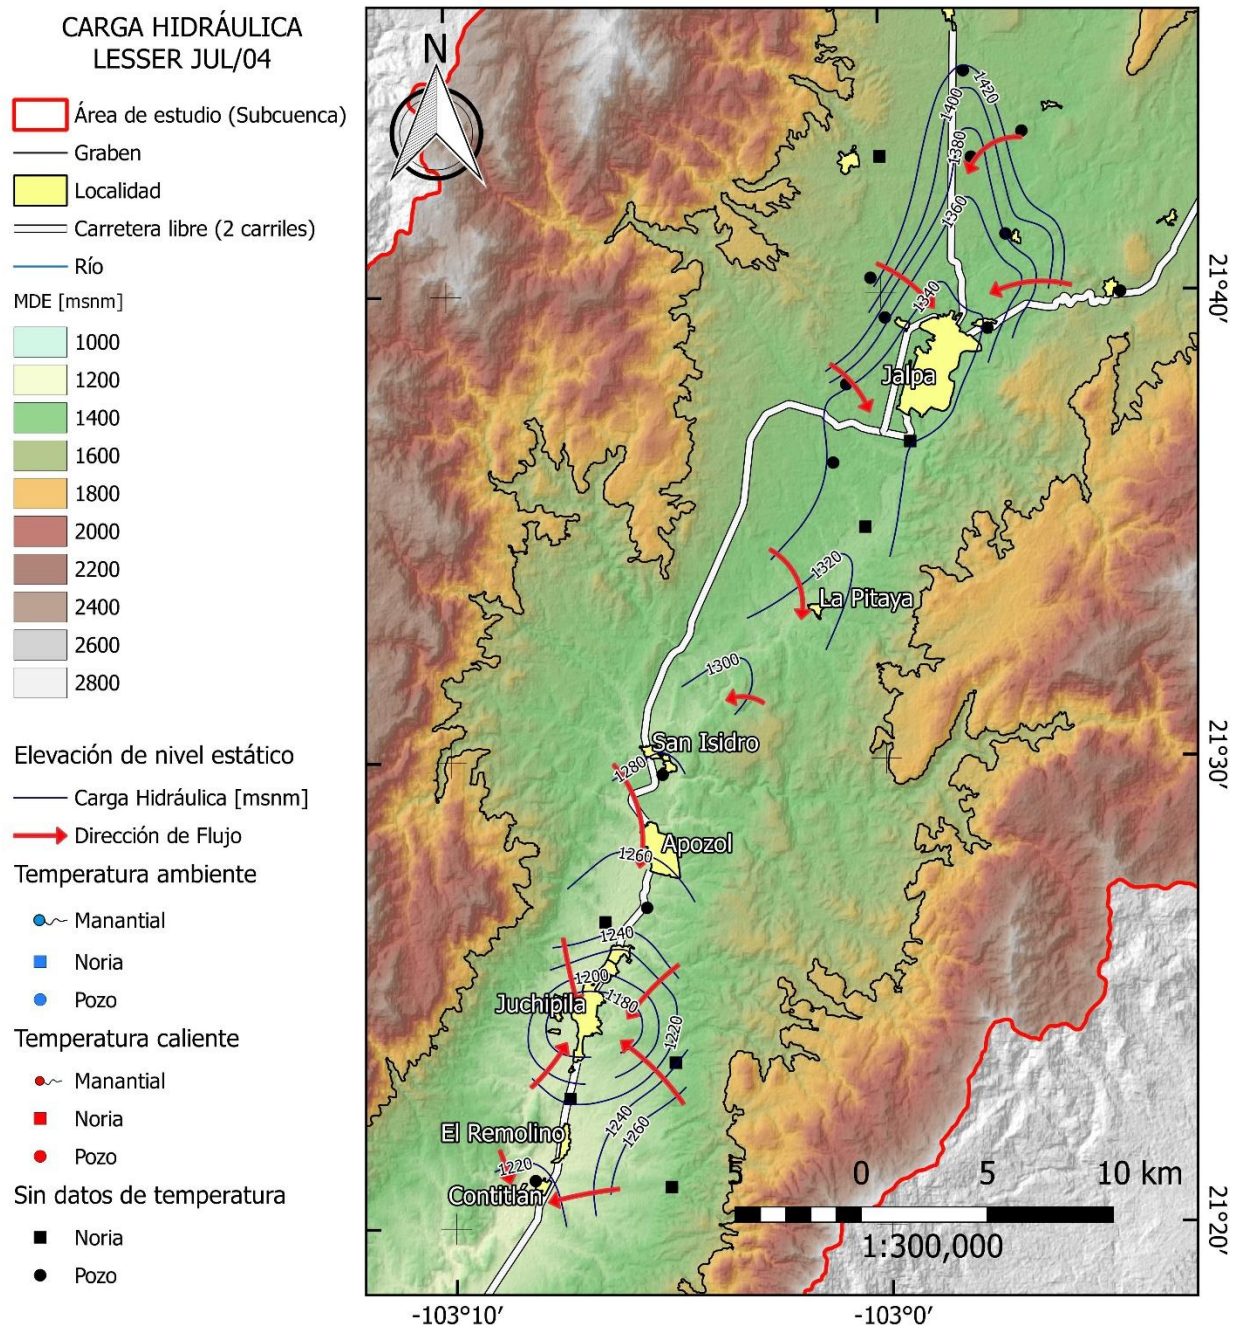 CARGA HIDRÁULICA
LESSER JUL/04
Área de estudio (Subcuenca)
Graben
Localidad
Carretera libre (2 carriles)
Río
MDE [msnm]
1000
1200
1400
1600
1800
2000
2200
2400
2600
2800
Elevación de nivel estático
Carga Hidráulica [msnm]
Dirección de Flujo
Temperatura ambiente
Manantial
Noria
Pozo
Temperatura caliente
Manantial
Noria
Pozo
Sin datos de temperatura
Noria
Pozo
N
1420
1400
1380
1360
1340
Jalpa
1320
La Pitaya
1300
San Isidro
1280
Apozol
1260
1240
1200
1180
Juchipila
1220
1240
1260
El Remolino
1220
Contitlán
5 0 5 10 km
1:300,000
21°40'
21°30'
21°20'
-103°10'
-103°0'